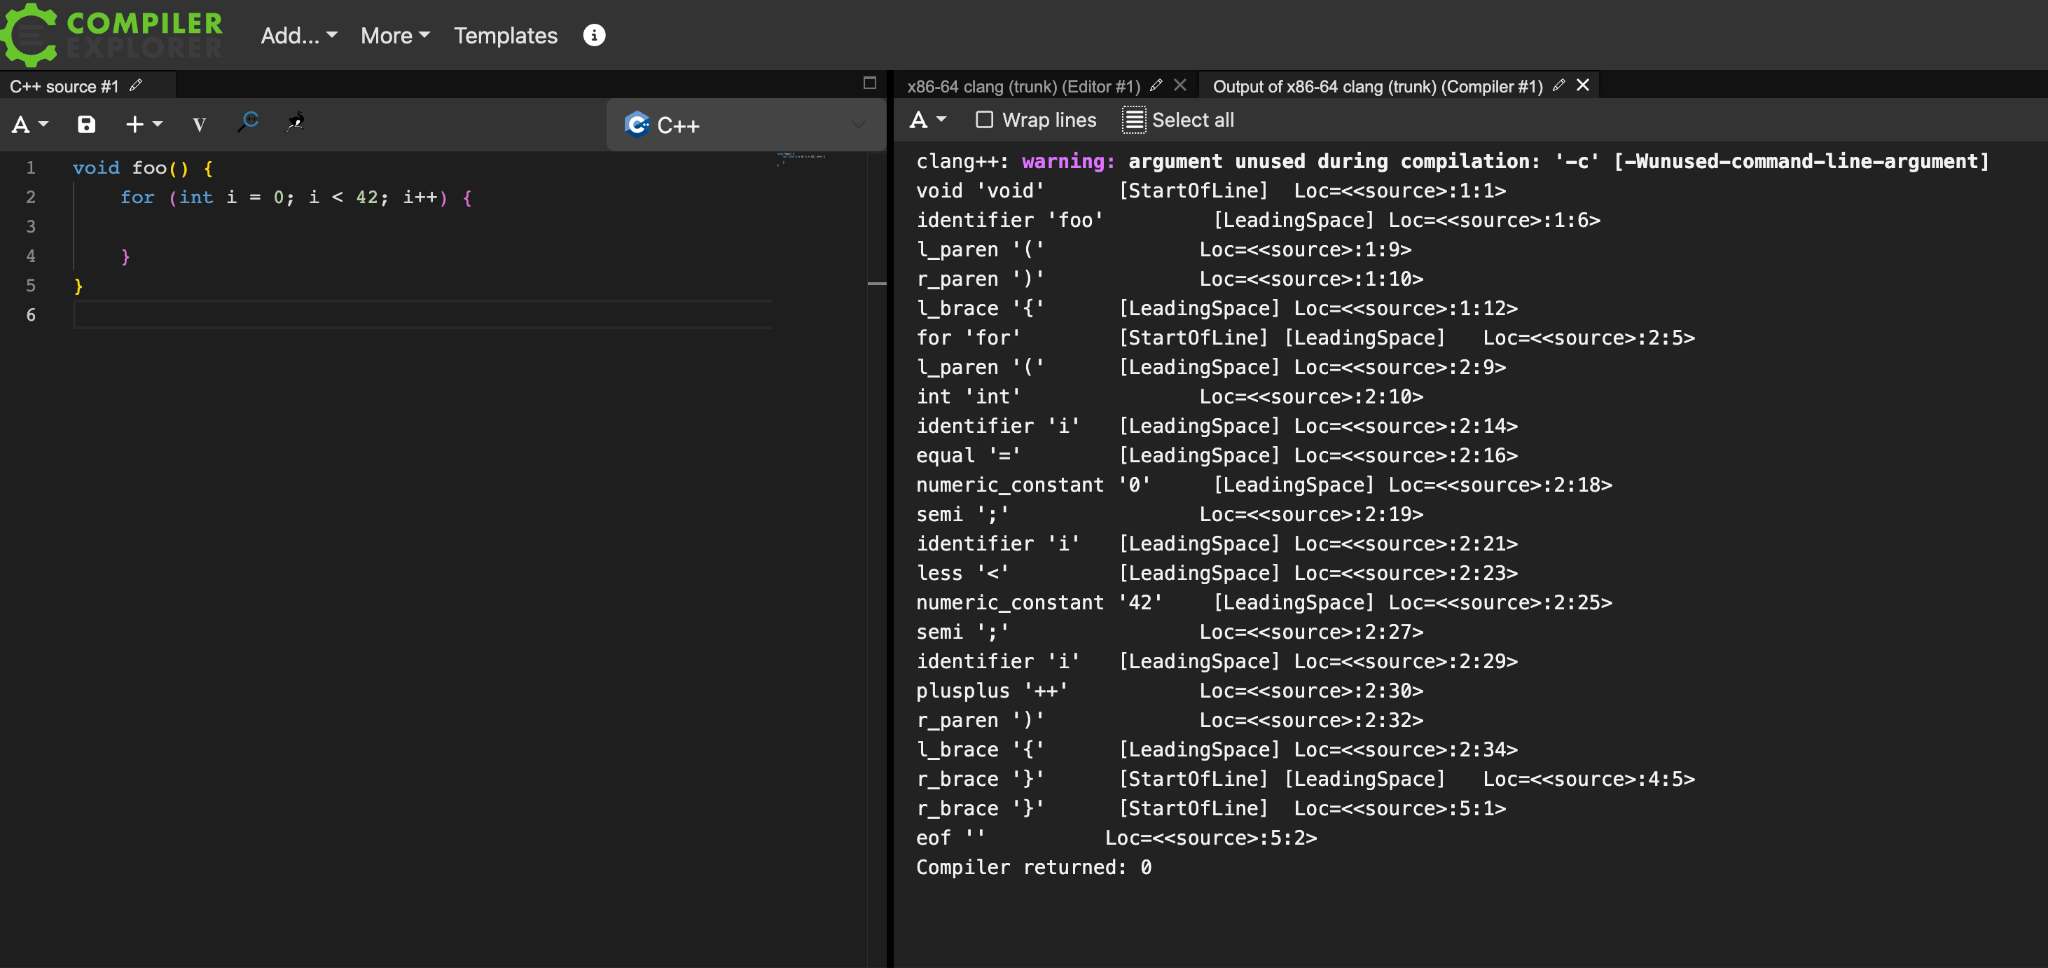 COMPILER
EXPLORER
Add... More Templates
C++ source #1
A + V C++
1 void foo() {
2 for (int i = 0; i < 42; i++) {
3
4 }
5 }
6
x86-64 clang (trunk) (Editor #1) Output of x86-64 clang (trunk) (Compiler #1)
A Wrap lines Select all
clang++: warning: argument unused during compilation: '-c' [-Wunused-command-line-argument]
void 'void' [StartOfLine] Loc=<<source>:1:1>
identifier 'foo' [LeadingSpace] Loc=<<source>:1:6>
l_paren '(' Loc=<<source>:1:9>
r_paren ')' Loc=<<source>:1:10>
l_brace '{' [LeadingSpace] Loc=<<source>:1:12>
for 'for' [StartOfLine] [LeadingSpace] Loc=<<source>:2:5>
l_paren '(' [LeadingSpace] Loc=<<source>:2:9>
int 'int' Loc=<<source>:2:10>
identifier 'i' [LeadingSpace] Loc=<<source>:2:14>
equal '=' [LeadingSpace] Loc=<<source>:2:16>
numeric_constant '0' [LeadingSpace] Loc=<<source>:2:18>
semi ';' Loc=<<source>:2:19>
identifier 'i' [LeadingSpace] Loc=<<source>:2:21>
less '<' [LeadingSpace] Loc=<<source>:2:23>
numeric_constant '42' [LeadingSpace] Loc=<<source>:2:25>
semi ';' Loc=<<source>:2:27>
identifier 'i' [LeadingSpace] Loc=<<source>:2:29>
plusplus '++' Loc=<<source>:2:30>
r_paren ')' Loc=<<source>:2:32>
l_brace '{' [LeadingSpace] Loc=<<source>:2:34>
r_brace '}' [StartOfLine] [LeadingSpace] Loc=<<source>:4:5>
r_brace '}' [StartOfLine] Loc=<<source>:5:1>
eof '' Loc=<<source>:5:2>
Compiler returned: 0